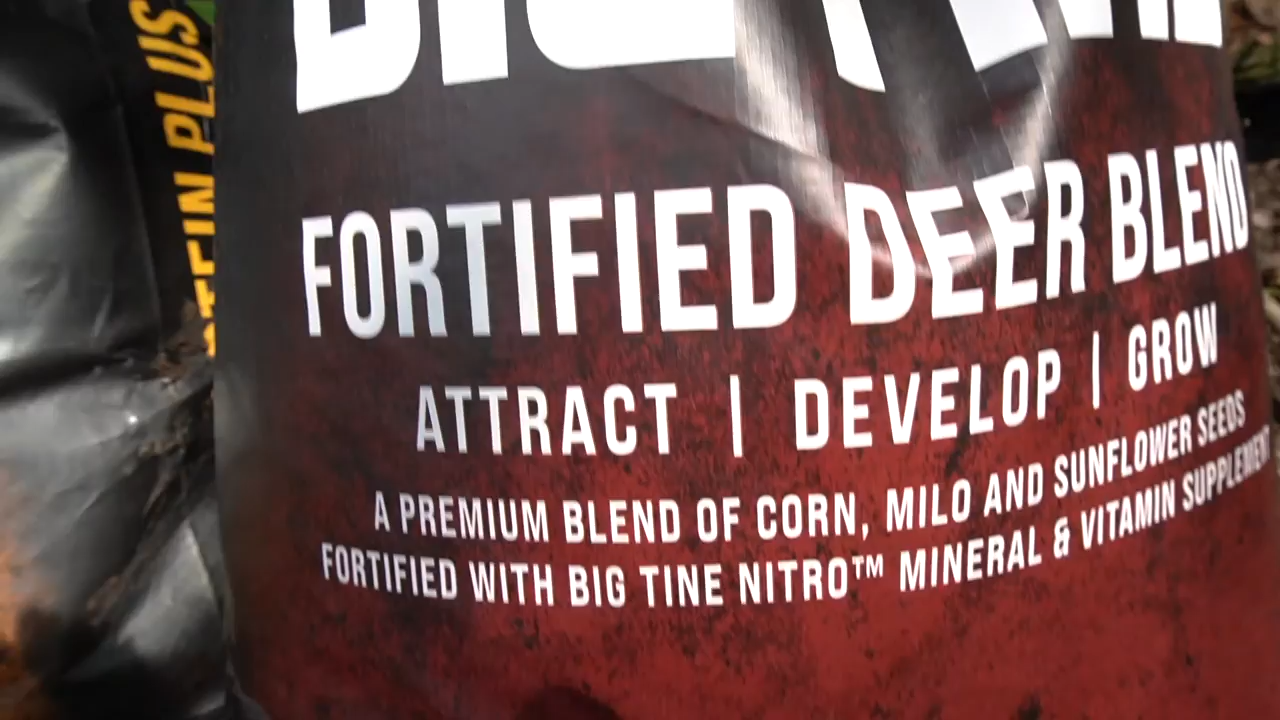 FORTIFIED DEER BLEND
ATTRACT | DEVELOP | GROW
A PREMIUM BLEND OF CORN, MILO AND SUNFLOWER SEEDS
FORTIFIED WITH BIG TINE NITRO™ MINERAL & VITAMIN SUPPLEMENT
PLUS